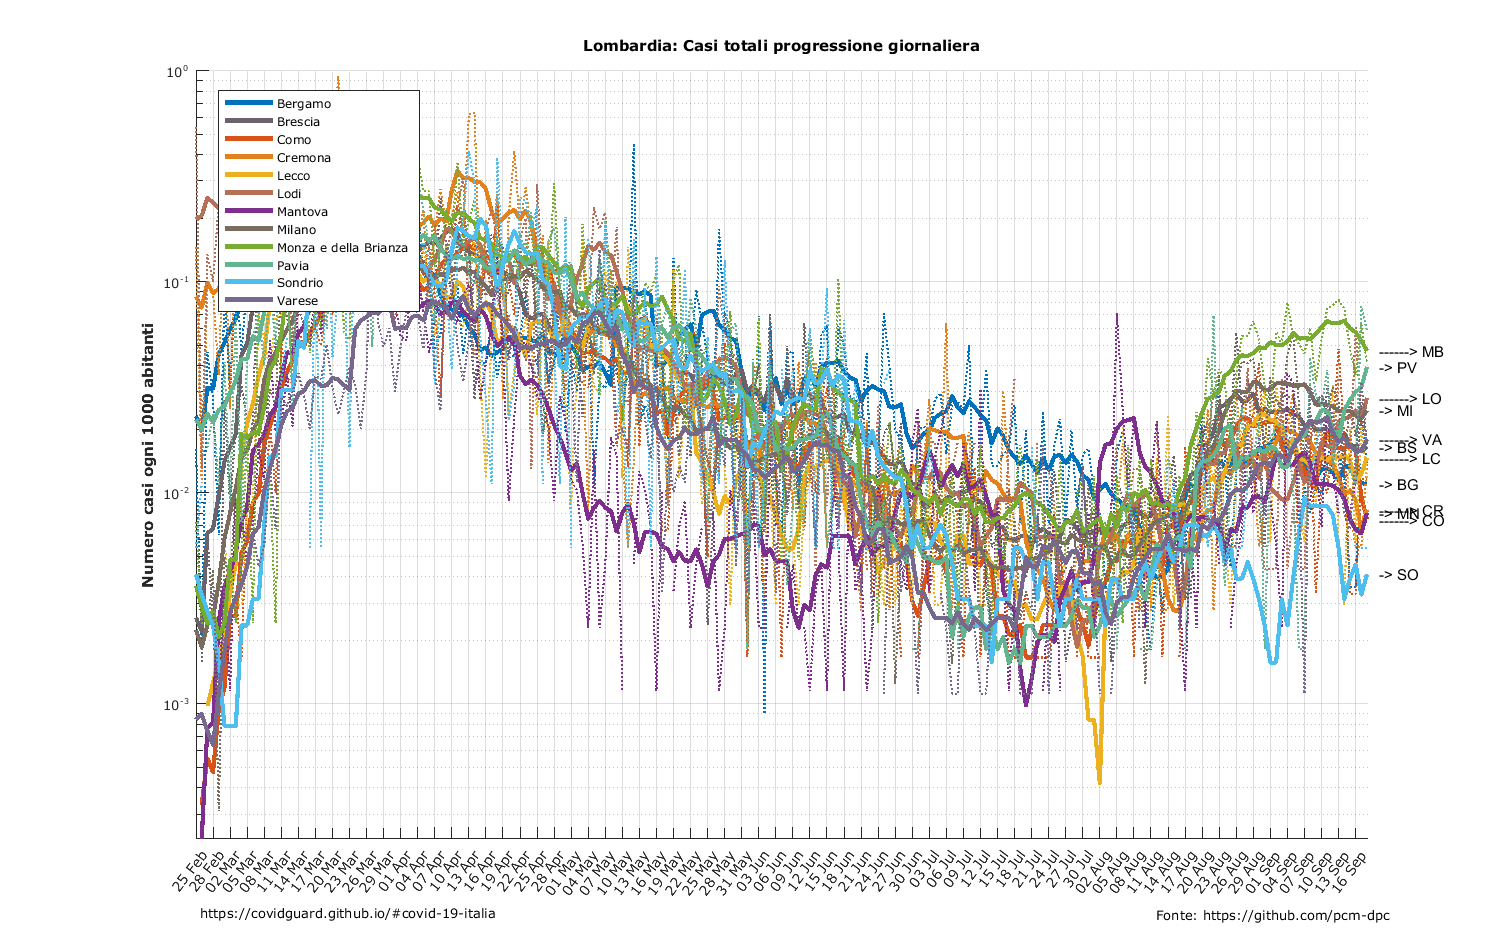 Lombardia: Casi totali progressione giornaliera
10⁰
10⁻¹
10⁻²
10⁻³
Numero casi ogni 1000 abitanti
Bergamo
Brescia
Como
Cremona
Lecco
Lodi
Mantova
Milano
Monza e della Brianza
Pavia
Sondrio
Varese
------> MB
-> PV
------> LO
-> MI
------> VA
-> BS
------> LC
-> BG
------> CR
-> MN
------> CO
-> SO
25 Feb
28 Feb
02 Mar
05 Mar
08 Mar
11 Mar
14 Mar
17 Mar
20 Mar
23 Mar
26 Mar
29 Mar
01 Apr
04 Apr
07 Apr
10 Apr
13 Apr
16 Apr
19 Apr
22 Apr
25 Apr
28 Apr
01 May
04 May
07 May
10 May
13 May
16 May
19 May
22 May
25 May
28 May
31 May
03 Jun
06 Jun
09 Jun
12 Jun
15 Jun
18 Jun
21 Jun
24 Jun
27 Jun
30 Jun
03 Jul
06 Jul
09 Jul
12 Jul
15 Jul
18 Jul
21 Jul
24 Jul
27 Jul
30 Jul
02 Aug
05 Aug
08 Aug
11 Aug
14 Aug
17 Aug
20 Aug
23 Aug
26 Aug
29 Aug
01 Sep
04 Sep
07 Sep
10 Sep
13 Sep
16 Sep
https://covidguard.github.io/#covid-19-italia
Fonte: https://github.com/pcm-dpc